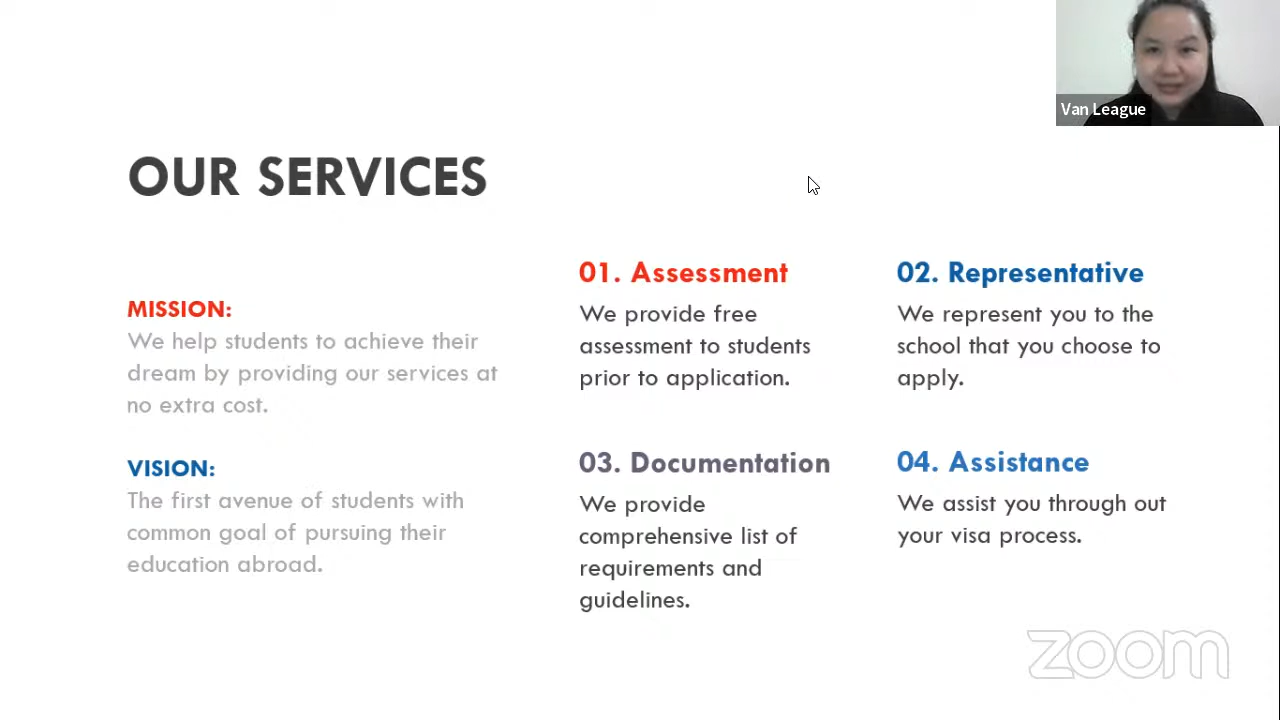 Van League
OUR SERVICES
MISSION:
We help students to achieve their
dream by providing our services at
no extra cost.
VISION:
The first avenue of students with
common goal of pursuing their
education abroad.
01. Assessment
We provide free
assessment to students
prior to application.
02. Representative
We represent you to the
school that you choose to
apply.
03. Documentation
We provide
comprehensive list of
requirements and
guidelines.
04. Assistance
We assist you through out
your visa process.
zoom